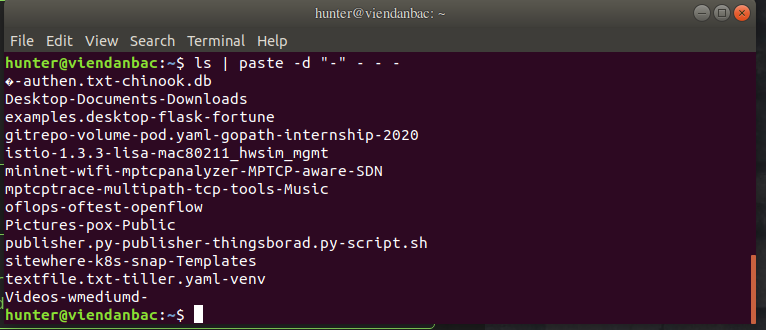 hunter@viendanbac: ~
File Edit View Search Terminal Help
hunter@viendanbac:~$ ls | paste -d "-" - - -
�-authen.txt-chinook.db
Desktop-Documents-Downloads
examples.desktop-flask-fortune
gitrepo-volume-pod.yaml-gopath-internship-2020
istio-1.3.3-lisa-mac80211_hwsim_mgmt
mininet-wifi-mptcpanalyzer-MPTCP-aware-SDN
mptcptrace-multipath-tcp-tools-Music
oflops-oftest-openflow
Pictures-pox-Public
publisher.py-publisher-thingsborad.py-script.sh
sitewhere-k8s-snap-Templates
textfile.txt-tiller.yaml-venv
Videos-wmediumd-
hunter@viendanbac:~$